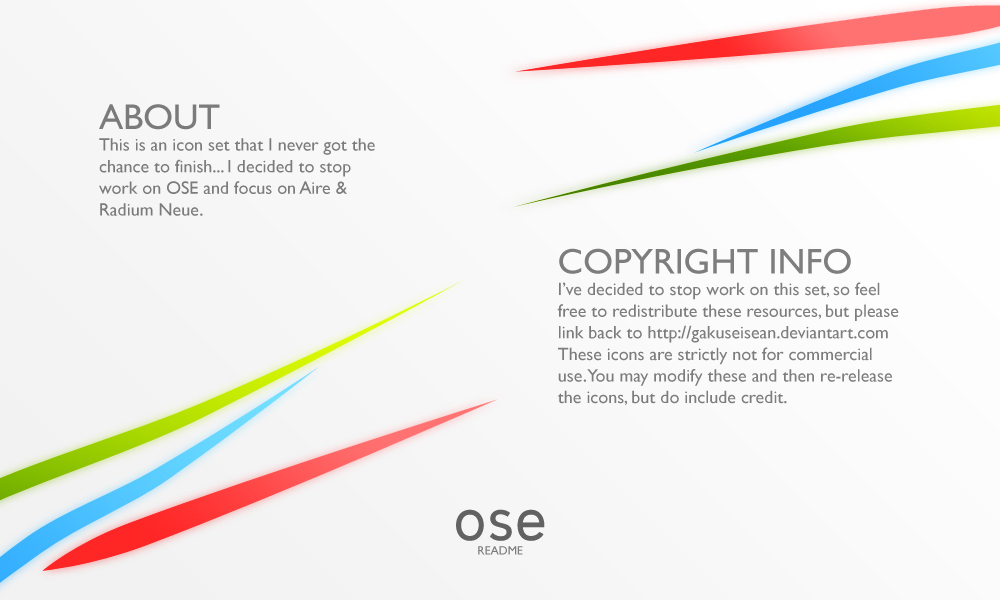 ABOUT
This is an icon set that I never got the
chance to finish... I decided to stop
work on OSE and focus on Aire &
Radium Neue.
COPYRIGHT INFO
I've decided to stop work on this set, so feel
free to redistribute these resources, but please
link back to http://gakuseisean.deviantart.com
These icons are strictly not for commercial
use. You may modify these and then re-release
the icons, but do include credit.
ose
README